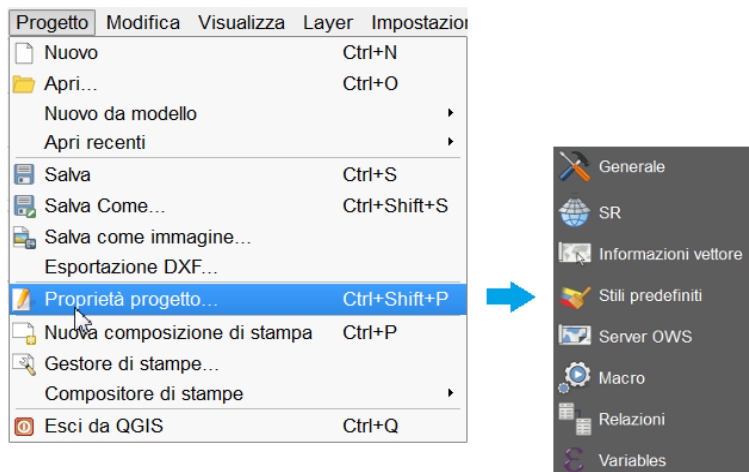 Progetto Modifica Visualizza Layer Impostazion
Nuovo Ctrl+N
Apri... Ctrl+O
Nuovo da modello
Apri recenti
Salva Ctrl+S
Salva Come... Ctrl+Shift+S
Salva come immagine...
Esportazione DXF...
Proprietà progetto... Ctrl+Shift+P
Nuova composizione di stampa Ctrl+P
Gestore di stampe...
Compositore di stampe
Esci da QGIS Ctrl+Q
Generale
SR
Informazioni vettore
Stili predefiniti
Server OWS
Macro
Relazioni
Variables